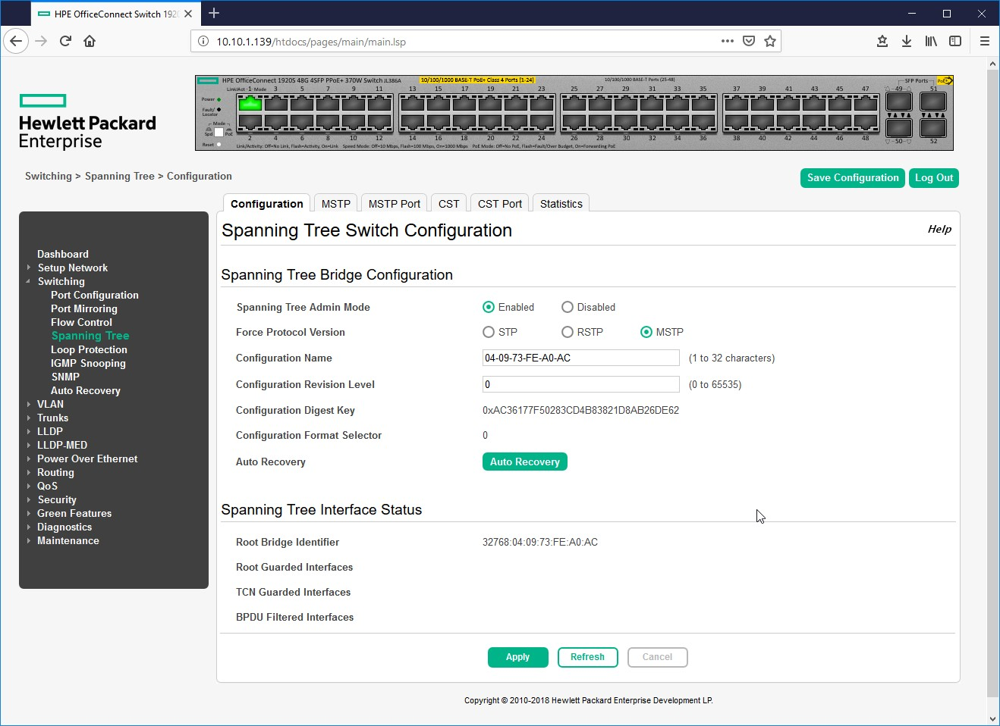 HPE OfficeConnect Switch 192
10.10.1.139/htdocs/pages/main/main.lsp
HPE OfficeConnect 1920S 48G 4SFP PPoE+ 370W Switch JL386A
10/100/1000 BASE-T PoE+ Class 4 Ports (1-24)
10/100/1000 BASE-T Ports (25-48)
SFP Ports
PoE+
Link/Act 1 Mode 3 5 7 9 11 13 15 17 19 21 23 25 27 29 31 33 35 37 39 41 43 45 47 49 51
Power
Fault/
Locator
Mode
Spd PoE
Reset
2 4 6 8 10 12 14 16 18 20 22 24 26 28 30 32 34 36 38 40 42 44 46 48 50 52
Link/Activity: Off=No Link, Flash=Activity, On=Link Speed Mode: Off=10 Mbps, Flash=100 Mbps, On=1000 Mbps PoE Mode: Off=No PoE, Flash=Fault/Over Budget, On=Forwarding PoE
Hewlett Packard
Enterprise
Switching > Spanning Tree > Configuration
Save Configuration
Log Out
Dashboard
Setup Network
Switching
Port Configuration
Port Mirroring
Flow Control
Spanning Tree
Loop Protection
IGMP Snooping
SNMP
Auto Recovery
VLAN
Trunks
LLDP
LLDP-MED
Power Over Ethernet
Routing
QoS
Security
Green Features
Diagnostics
Maintenance
Configuration MSTP MSTP Port CST CST Port Statistics
Spanning Tree Switch Configuration
Help
Spanning Tree Bridge Configuration
Spanning Tree Admin Mode Enabled Disabled
Force Protocol Version STP RSTP MSTP
Configuration Name 04-09-73-FE-A0-AC (1 to 32 characters)
Configuration Revision Level 0 (0 to 65535)
Configuration Digest Key 0xAC36177F50283CD4B83821D8AB26DE62
Configuration Format Selector 0
Auto Recovery Auto Recovery
Spanning Tree Interface Status
Root Bridge Identifier 32768:04:09:73:FE:A0:AC
Root Guarded Interfaces
TCN Guarded Interfaces
BPDU Filtered Interfaces
Apply Refresh Cancel
Copyright © 2010-2018 Hewlett Packard Enterprise Development LP.